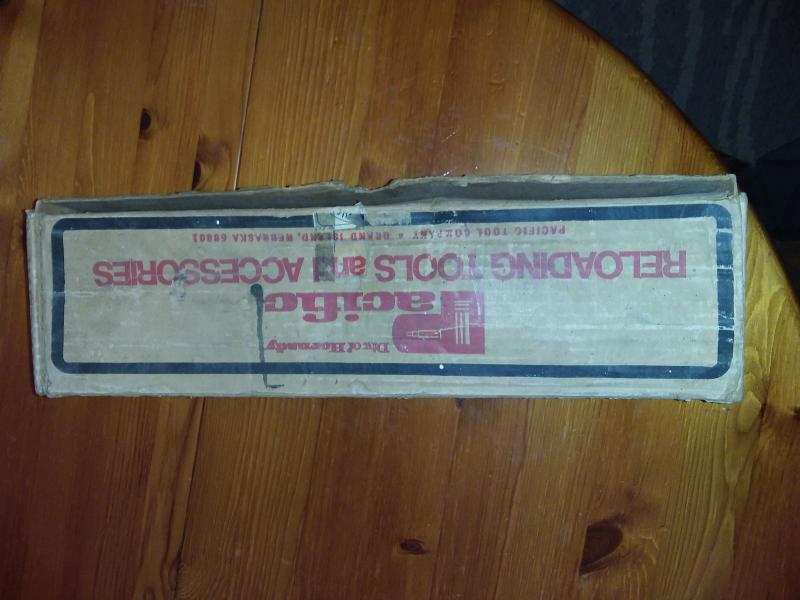 Div of Hornady
Pacific
RELOADING TOOLS and ACCESSORIES
PACIFIC TOOL COMPANY • GRAND ISLAND, NEBRASKA 68801